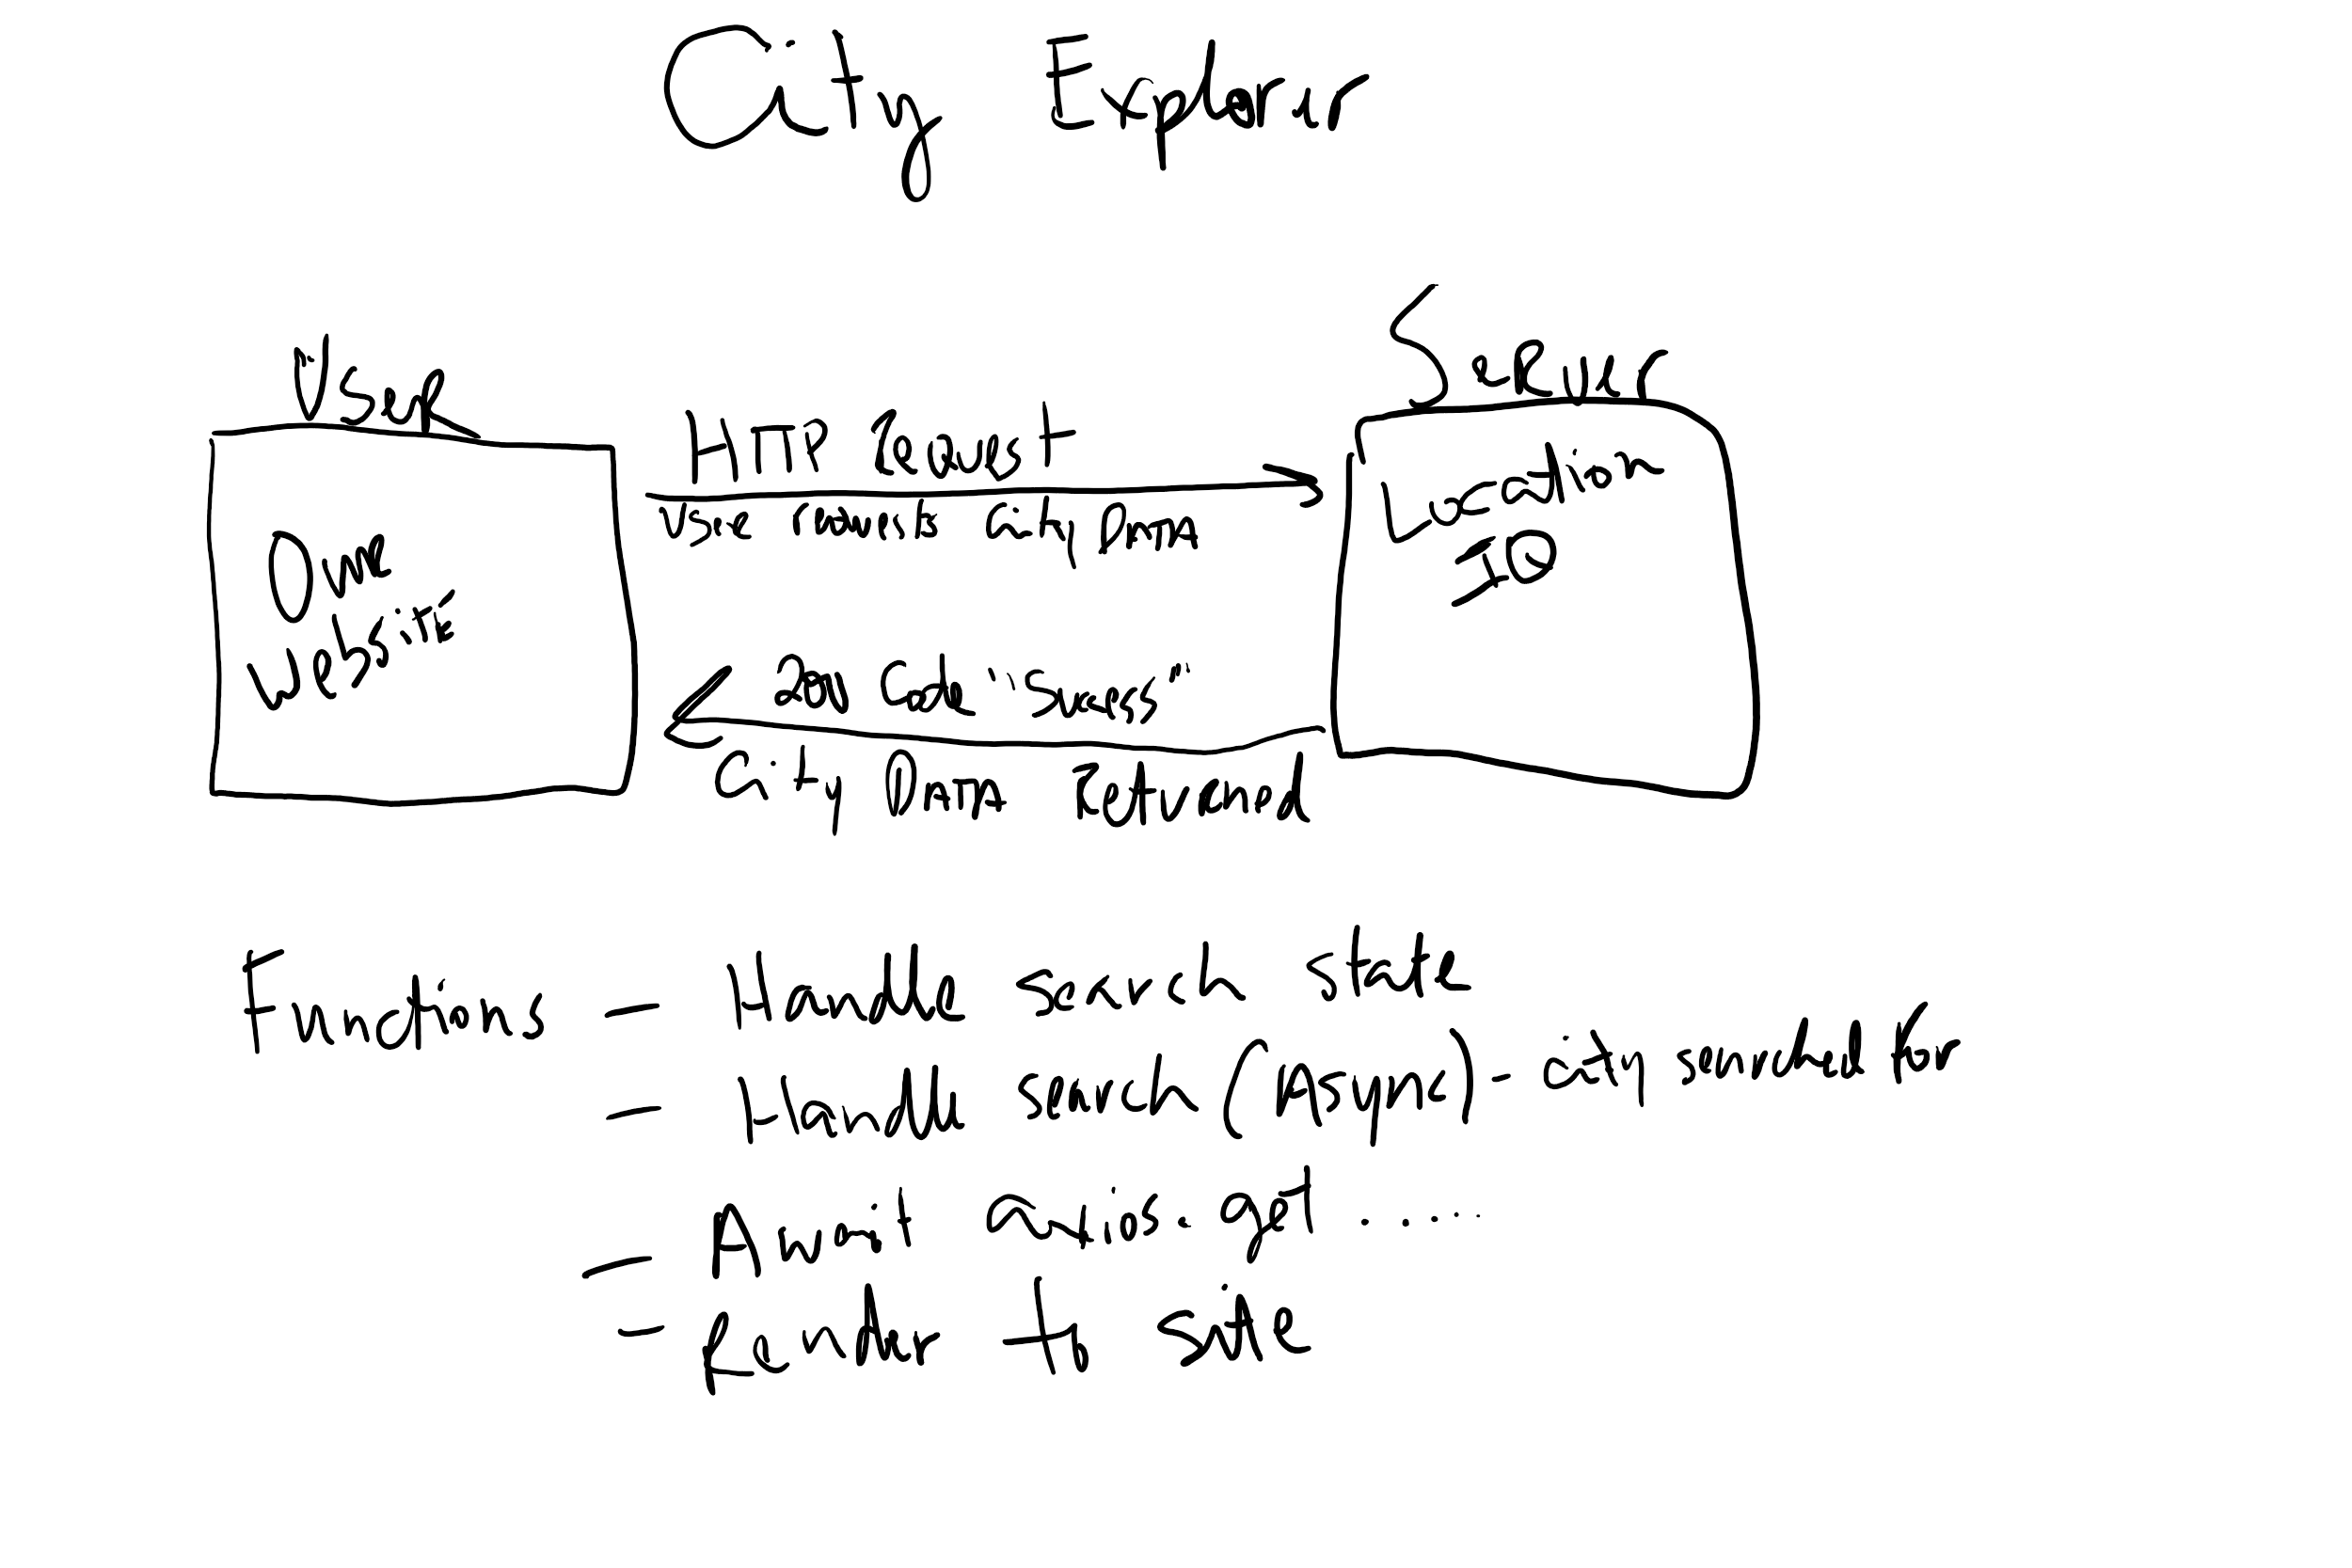 City Explorer
User
Server
HTTP Request
User Requests City Data
Our
Website
Location
IQ
200 Code "Success"
City Data Returned
Functions - Handle search state
- Handle search (Async) - city searched for
- Await axios.get .....
- Render to site